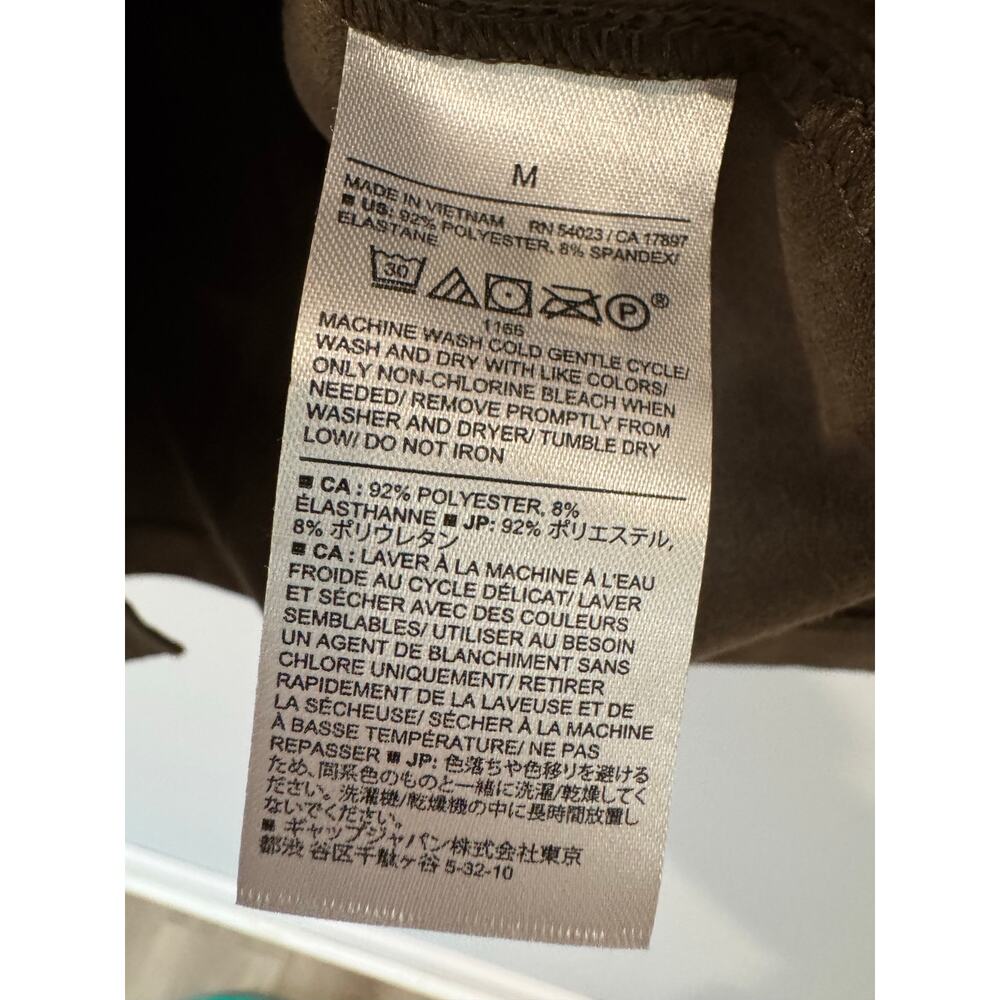 M
MADE IN VIETNAM RN 54023 / CA 17897
US: 92% POLYESTER, 8% SPANDEX/
ELASTANE
30 P ®
1166
MACHINE WASH COLD GENTLE CYCLE/
WASH AND DRY WITH LIKE COLORS/
ONLY NON-CHLORINE BLEACH WHEN
NEEDED/ REMOVE PROMPTLY FROM
WASHER AND DRYER/ TUMBLE DRY
LOW/ DO NOT IRON
CA : 92% POLYESTER, 8%
ÉLASTHANNE JP: 92% ポリエステル,
8% ポリウレタン
CA : LAVER À LA MACHINE À L'EAU
FROIDE AU CYCLE DÉLICAT/ LAVER
ET SÉCHER AVEC DES COULEURS
SEMBLABLES/ UTILISER AU BESOIN
UN AGENT DE BLANCHIMENT SANS
CHLORE UNIQUEMENT/ RETIRER
RAPIDEMENT DE LA LAVEUSE ET DE
LA SÉCHEUSE/ SÉCHER À LA MACHINE
À BASSE TEMPÉRATURE/ NE PAS
REPASSER JP: 色落ちや色移りを避ける
ため、同系色のものと一緒に洗濯/乾燥してく
ださい。洗濯機/乾燥機の中に長時間放置し
ないでください。
ギャップジャパン株式会社東京
都渋 谷区千駄ヶ谷 5-32-10